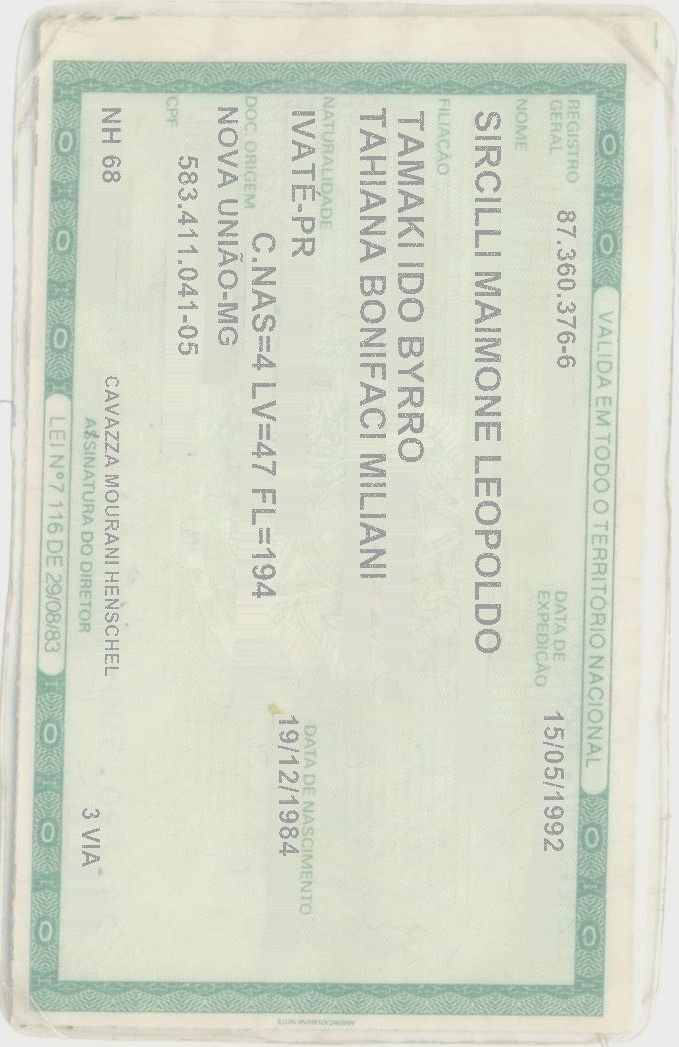 VÁLIDA EM TODO O TERRITÓRIO NACIONAL
REGISTRO GERAL 87.360.376-6 DATA DE EXPEDIÇÃO 15/05/1992
NOME
SIRCILLI MAIMONE LEOPOLDO
FILIAÇÃO
TAMAKI IDO BYRRO
TAHIANA BONIFACI MILIANI
NATURALIDADE DATA DE NASCIMENTO
IVATÉ-PR 19/12/1984
DOC. ORIGEM C.NAS=4 LV=47 FL=194
NOVA UNIÃO-MG
CPF 583.411.041-05
NH 68 CAVAZZA MOURANI HENSCHEL 3 VIA
ASSINATURA DO DIRETOR
LEI Nº 7 116 DE 29/08/83